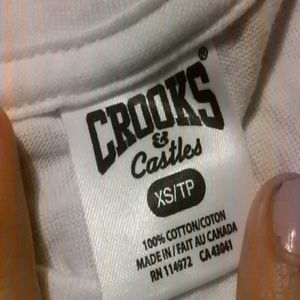 CROOKS®
&
Castles
XS/TP
100% COTTON/COTON
MADE IN / FAIT AU CANADA
RN 114972 CA 43041